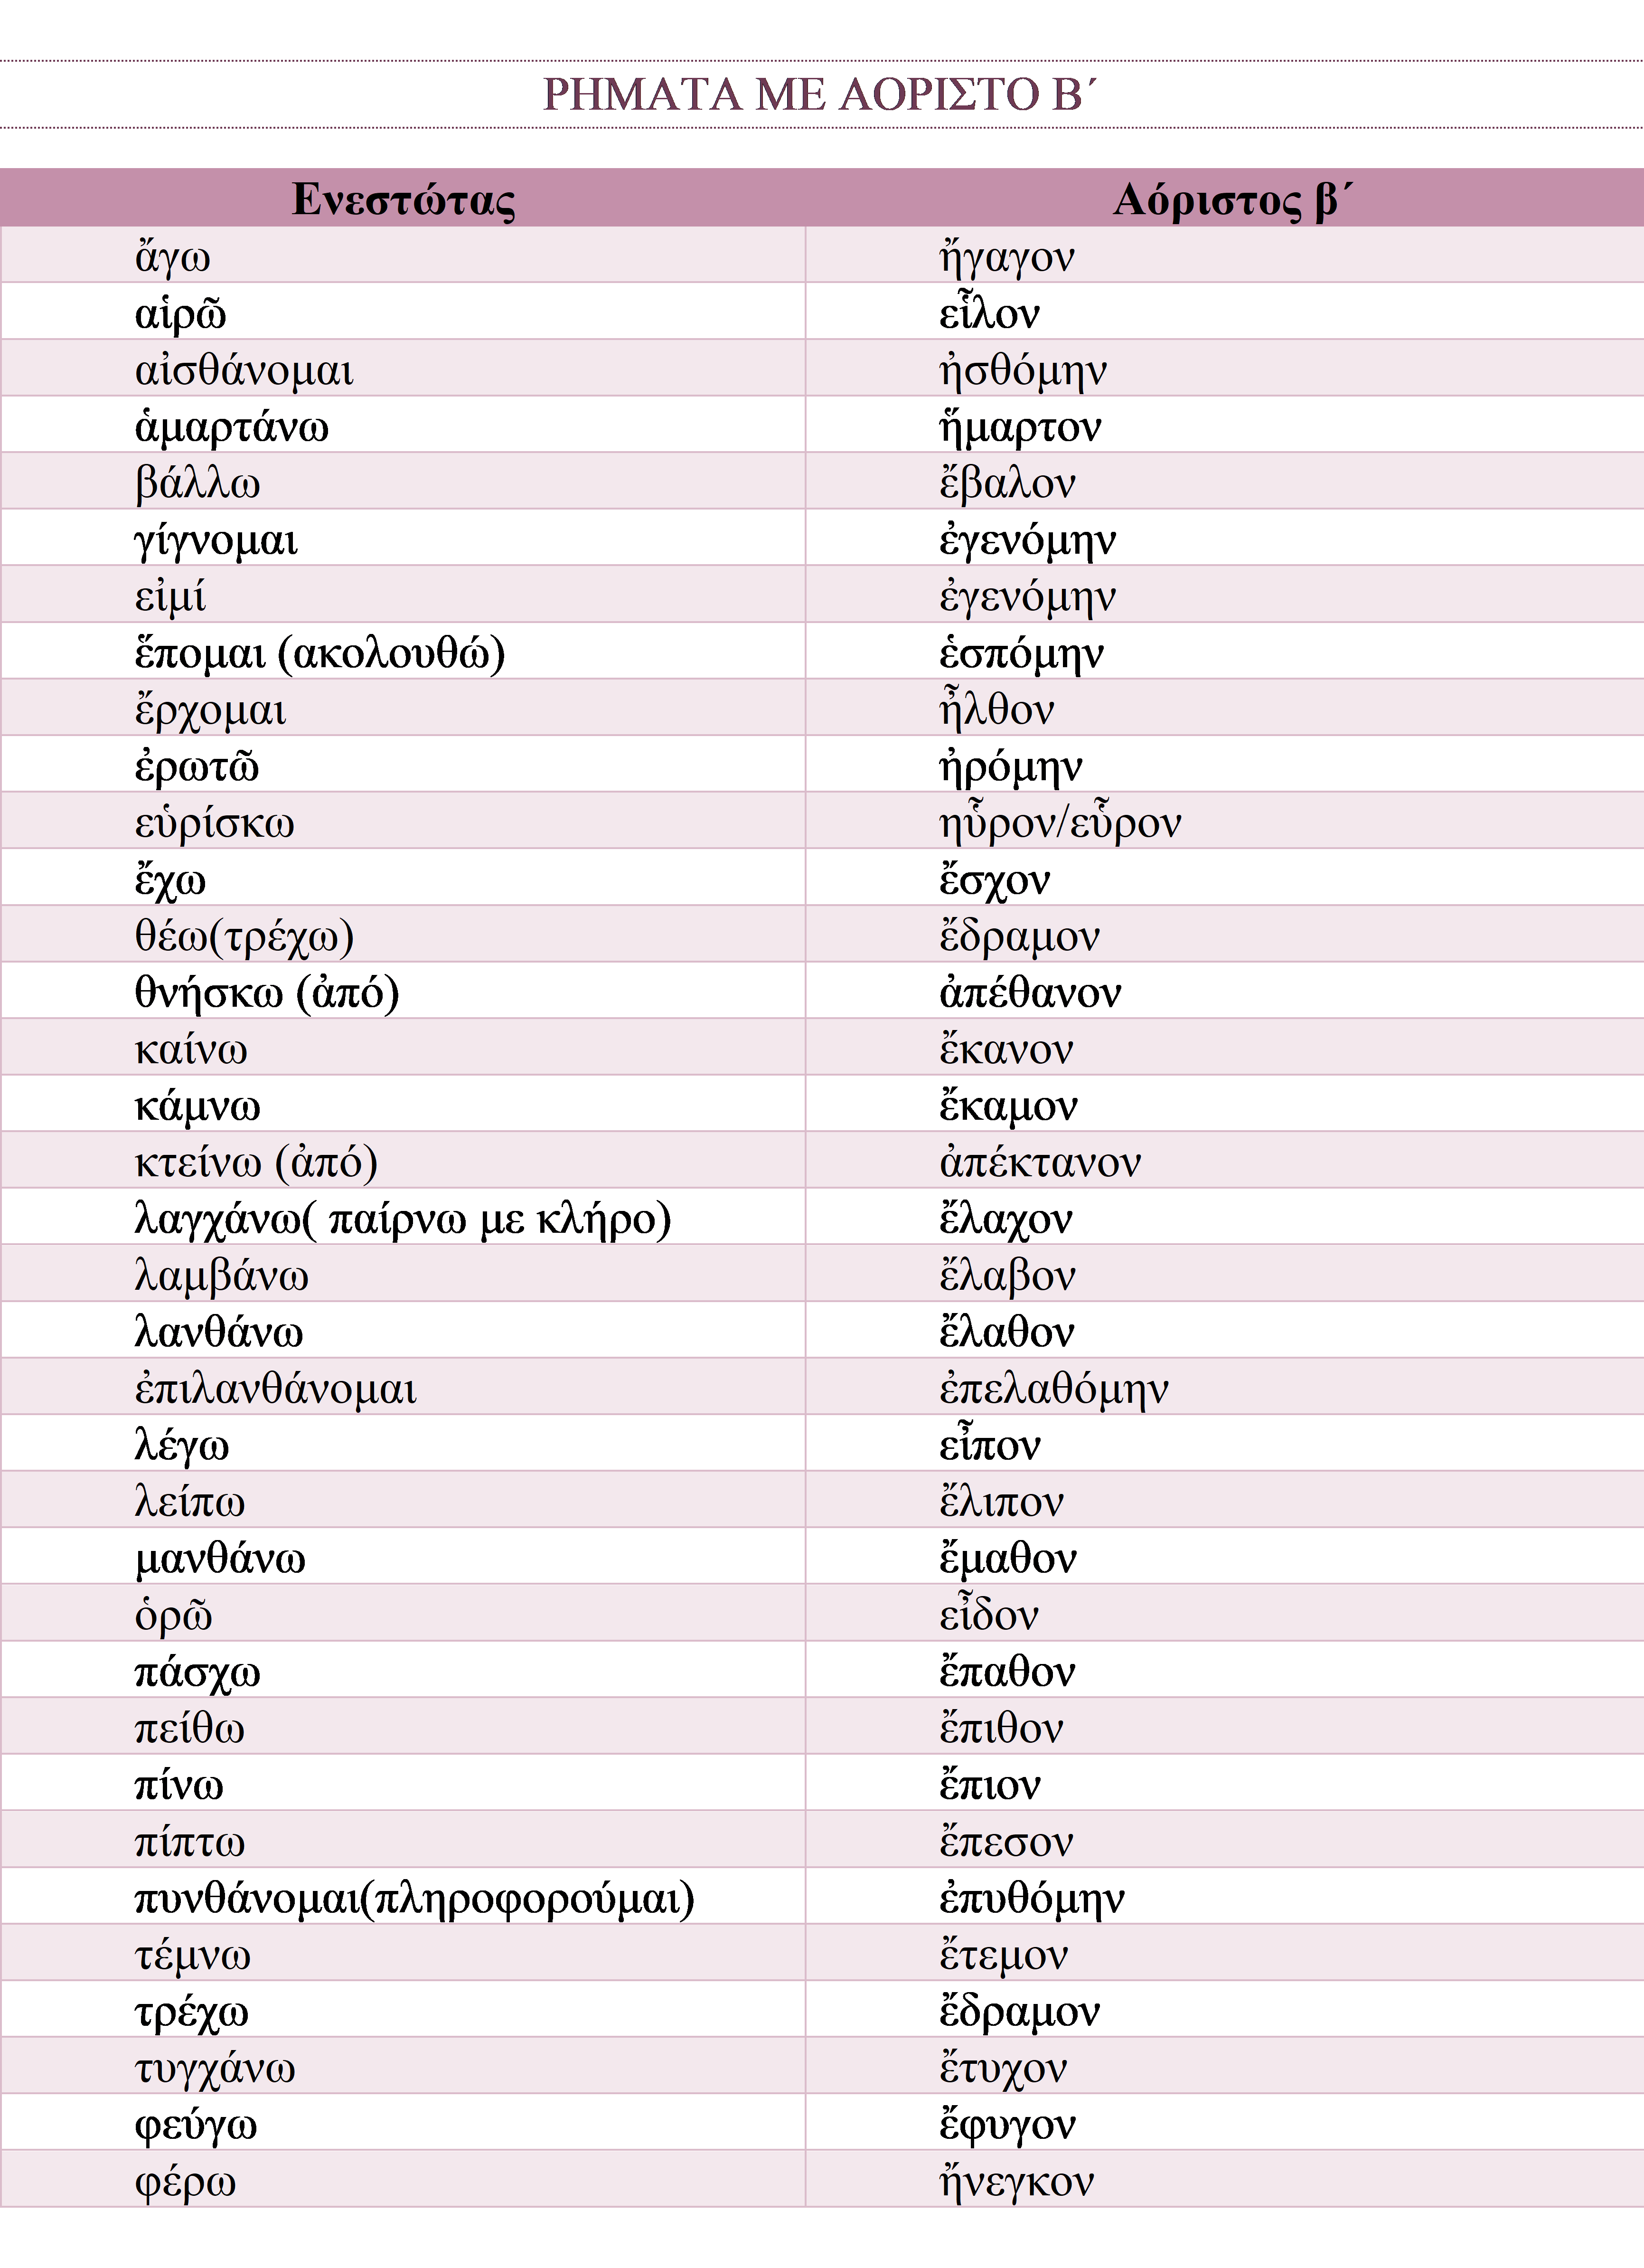 ΡΗΜΑΤΑ ΜΕ ΑΟΡΙΣΤΟ Β΄
Ενεστώτας Αόριστος β΄
ἄγω ἤγαγον
αἱρῶ εἷλον
αἰσθάνομαι ἠσθόμην
ἁμαρτάνω ἥμαρτον
βάλλω ἔβαλον
γίγνομαι ἐγενόμην
εἰμί ἐγενόμην
ἕπομαι (ακολουθώ) ἑσπόμην
ἔρχομαι ἦλθον
ἐρωτῶ ἠρόμην
εὑρίσκω ηὗρον/εὗρον
ἔχω ἔσχον
θέω(τρέχω) ἔδραμον
θνήσκω (ἀπό) ἀπέθανον
καίνω ἔκανον
κάμνω ἔκαμον
κτείνω (ἀπό) ἀπέκτανον
λαγχάνω( παίρνω με κλήρο) ἔλαχον
λαμβάνω ἔλαβον
λανθάνω ἔλαθον
ἐπιλανθάνομαι ἐπελαθόμην
λέγω εἶπον
λείπω ἔλιπον
μανθάνω ἔμαθον
ὁρῶ εἶδον
πάσχω ἔπαθον
πείθω ἔπιθον
πίνω ἔπιον
πίπτω ἔπεσον
πυνθάνομαι(πληροφορούμαι) ἐπυθόμην
τέμνω ἔτεμον
τρέχω ἔδραμον
τυγχάνω ἔτυχον
φεύγω ἔφυγον
φέρω ἤνεγκον